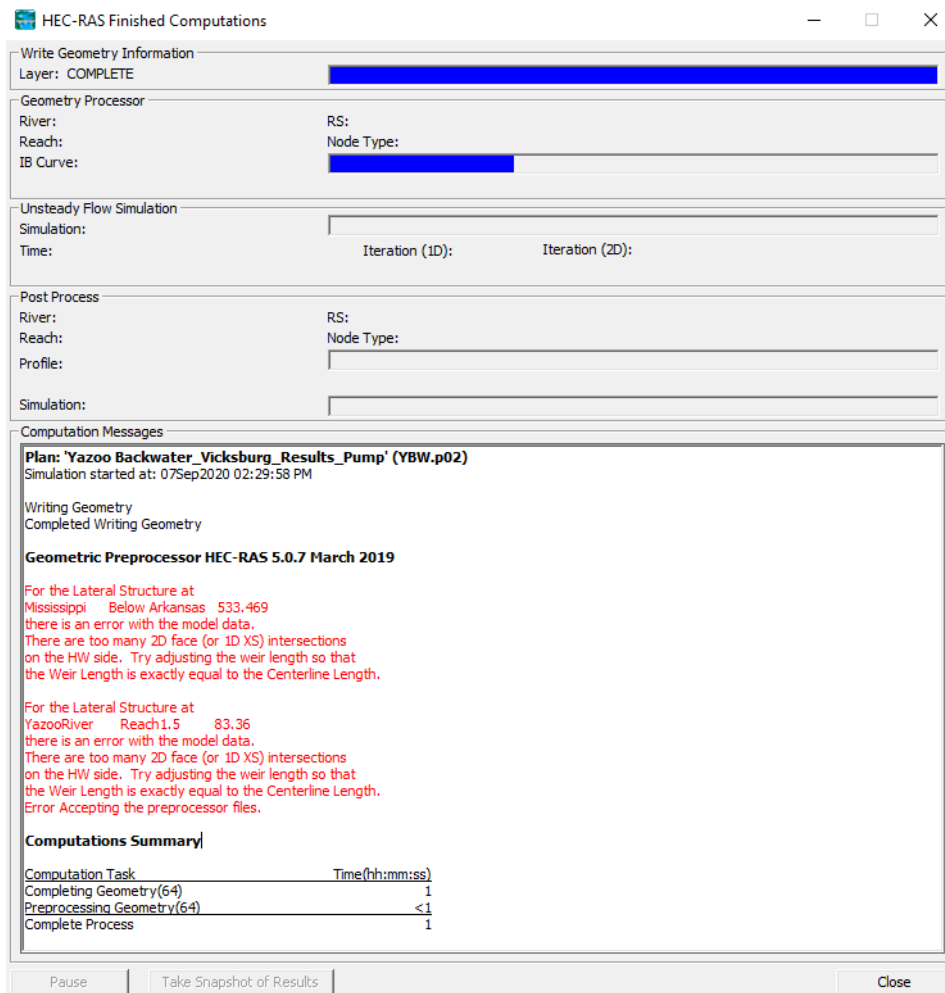 HEC-RAS Finished Computations
Write Geometry Information
Layer: COMPLETE
Geometry Processor
River: RS:
Reach: Node Type:
IB Curve:
Unsteady Flow Simulation
Simulation:
Time: Iteration (1D): Iteration (2D):
Post Process
River: RS:
Reach: Node Type:
Profile:
Simulation:
Computation Messages
Plan: 'Yazoo Backwater_Vicksburg_Results_Pump' (YBW.p02)
Simulation started at: 07Sep2020 02:29:58 PM
Writing Geometry
Completed Writing Geometry
Geometric Preprocessor HEC-RAS 5.0.7 March 2019
For the Lateral Structure at
Mississippi Below Arkansas 533.469
there is an error with the model data.
There are too many 2D face (or 1D XS) intersections
on the HW side. Try adjusting the weir length so that
the Weir Length is exactly equal to the Centerline Length.
For the Lateral Structure at
YazooRiver Reach1.5 83.36
there is an error with the model data.
There are too many 2D face (or 1D XS) intersections
on the HW side. Try adjusting the weir length so that
the Weir Length is exactly equal to the Centerline Length.
Error Accepting the preprocessor files.
Computations Summary
Computation Task Time(hh:mm:ss)
Completing Geometry(64) 1
Preprocessing Geometry(64) <1
Complete Process 1
Pause Take Snapshot of Results Close